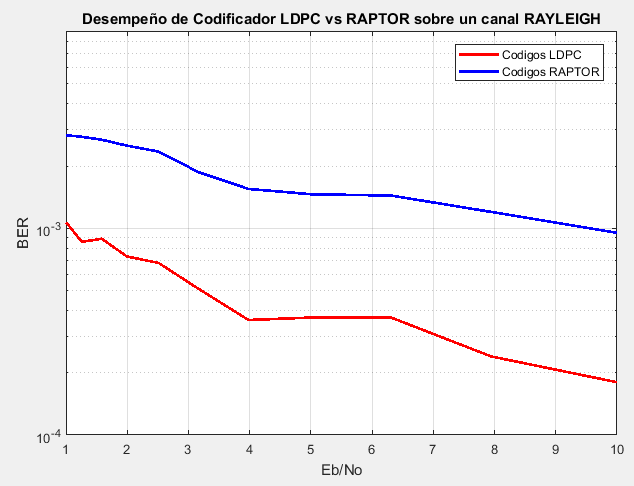 Desempeño de Codificador LDPC vs RAPTOR sobre un canal RAYLEIGH
Codigos LDPC
Codigos RAPTOR
BER
10^-3
10^-4
1 2 3 4 5 6 7 8 9 10
Eb/No